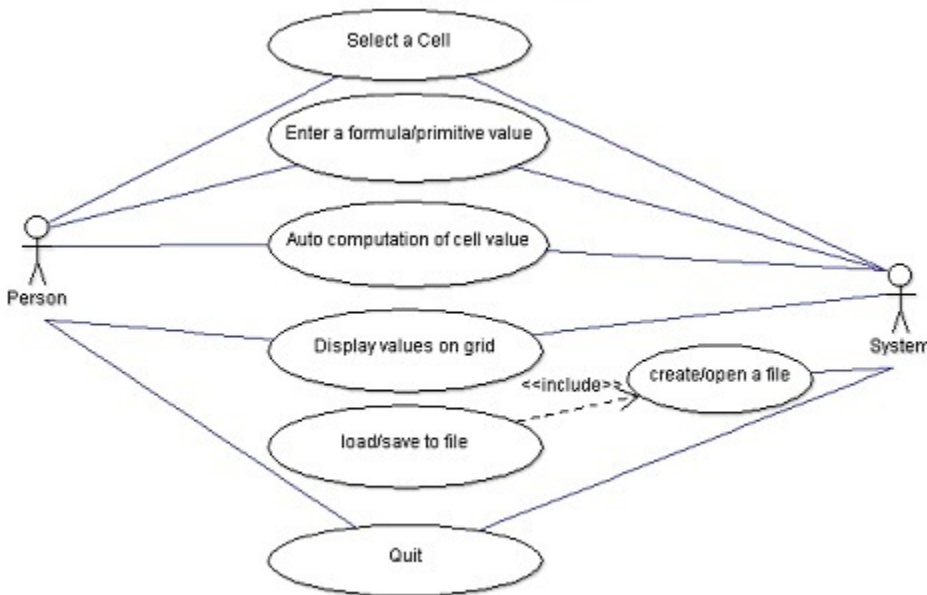 Select a Cell
Enter a formula/primitive value
Auto computation of cell value
Person
Display values on grid
System
<<include>>
create/open a file
load/save to file
Quit